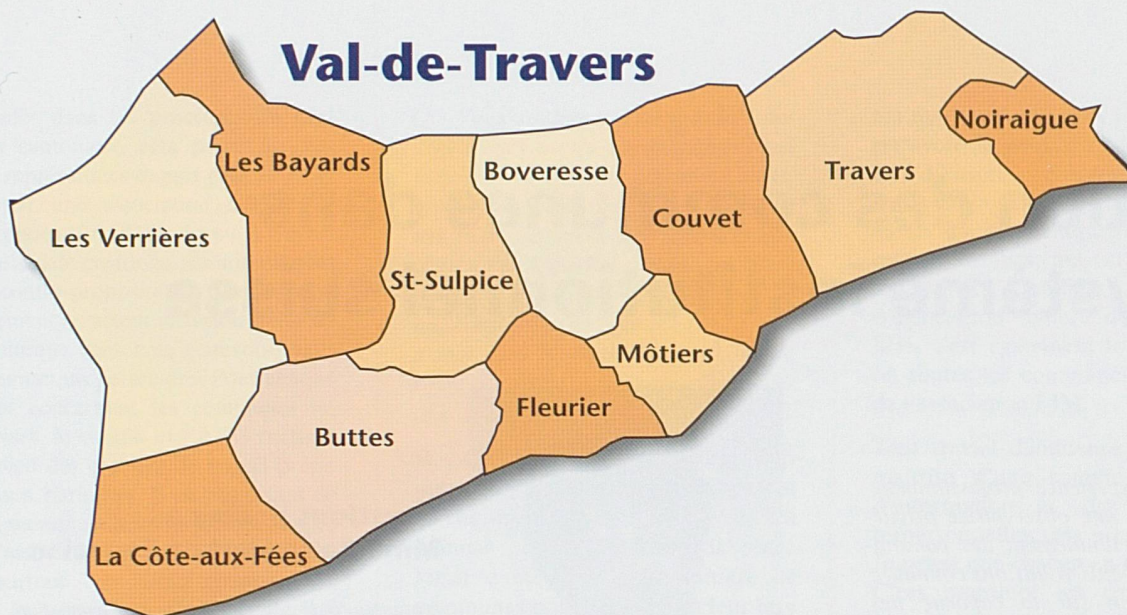 Val-de-Travers
Noiraigue
Les Bayards
Boveresse
Travers
Couvet
Les Verrières
St-Sulpice
Môtiers
Fleurier
Buttes
La Côte-aux-Fées